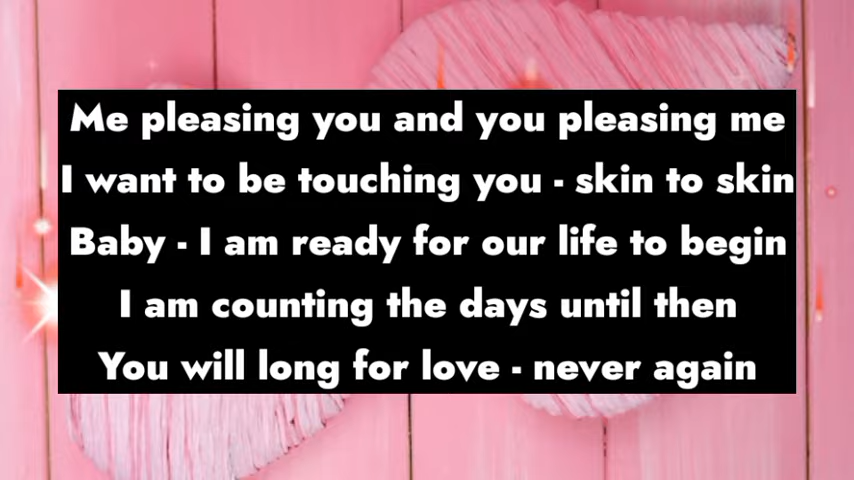 Me pleasing you and you pleasing me
I want to be touching you - skin to skin
Baby - I am ready for our life to begin
I am counting the days until then
You will long for love - never again